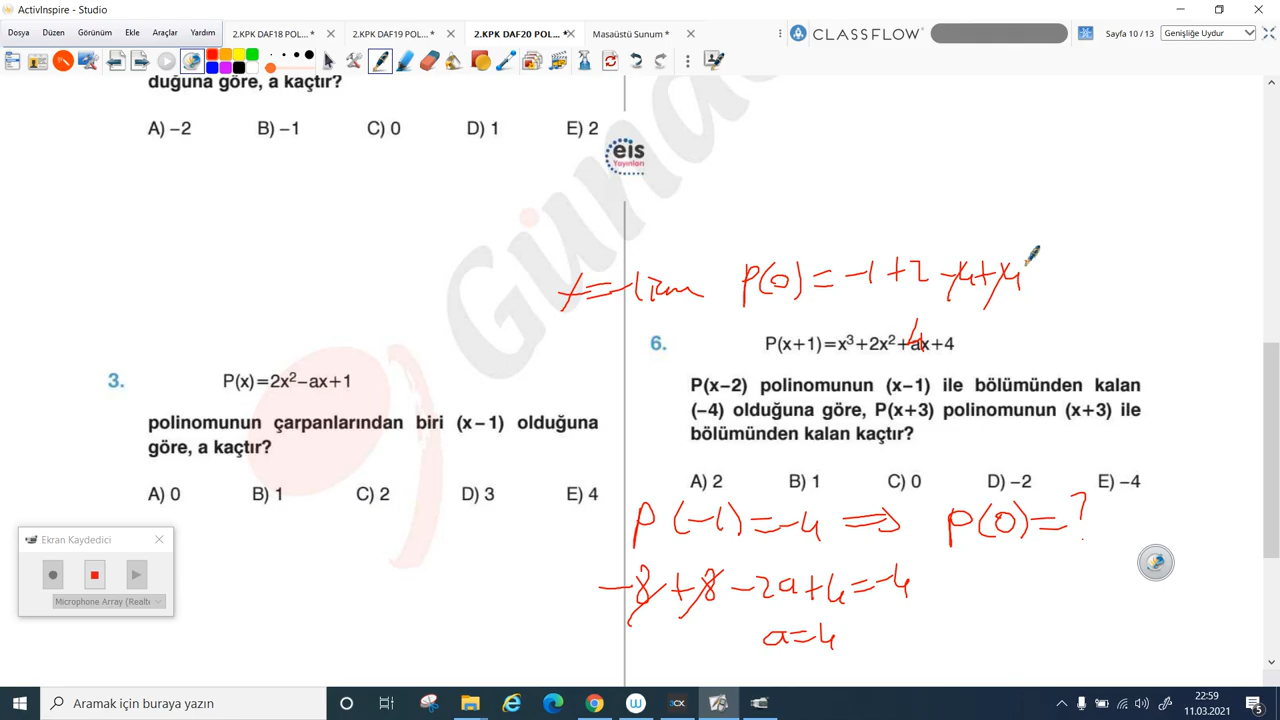 ActivInspire - Studio
Dosya Düzen Görünüm Ekle Araçlar Yardım
2.KPK DAF18 POL... *
2.KPK DAF19 POL... *
2.KPK DAF20 POL... *
Masaüstü Sunum *
CLASSFLOW
Sayfa 10 / 13
Genişliğe Uydur
duğuna göre, a kaçtır?
A) −2 B) −1 C) 0 D) 1 E) 2
eis
Yayınları
Günay
3.
P(x)=2x²−ax+1
polinomunun çarpanlarından biri (x−1) olduğuna
göre, a kaçtır?
A) 0 B) 1 C) 2 D) 3 E) 4
Ekran Kaydedici
Microphone Array (Realt
x=-1 için P(0) = -1+2-4+4
4
6.
P(x+1)=x³+2x²+ax+4
P(x−2) polinomunun (x−1) ile bölümünden kalan
(−4) olduğuna göre, P(x+3) polinomunun (x+3) ile
bölümünden kalan kaçtır?
A) 2 B) 1 C) 0 D) −2 E) −4
P(-1)=-4 ⇒ P(0)=?
-8+8-2a+4=-4
a=4
Aramak için buraya yazın
3CX
22:59
11.03.2021